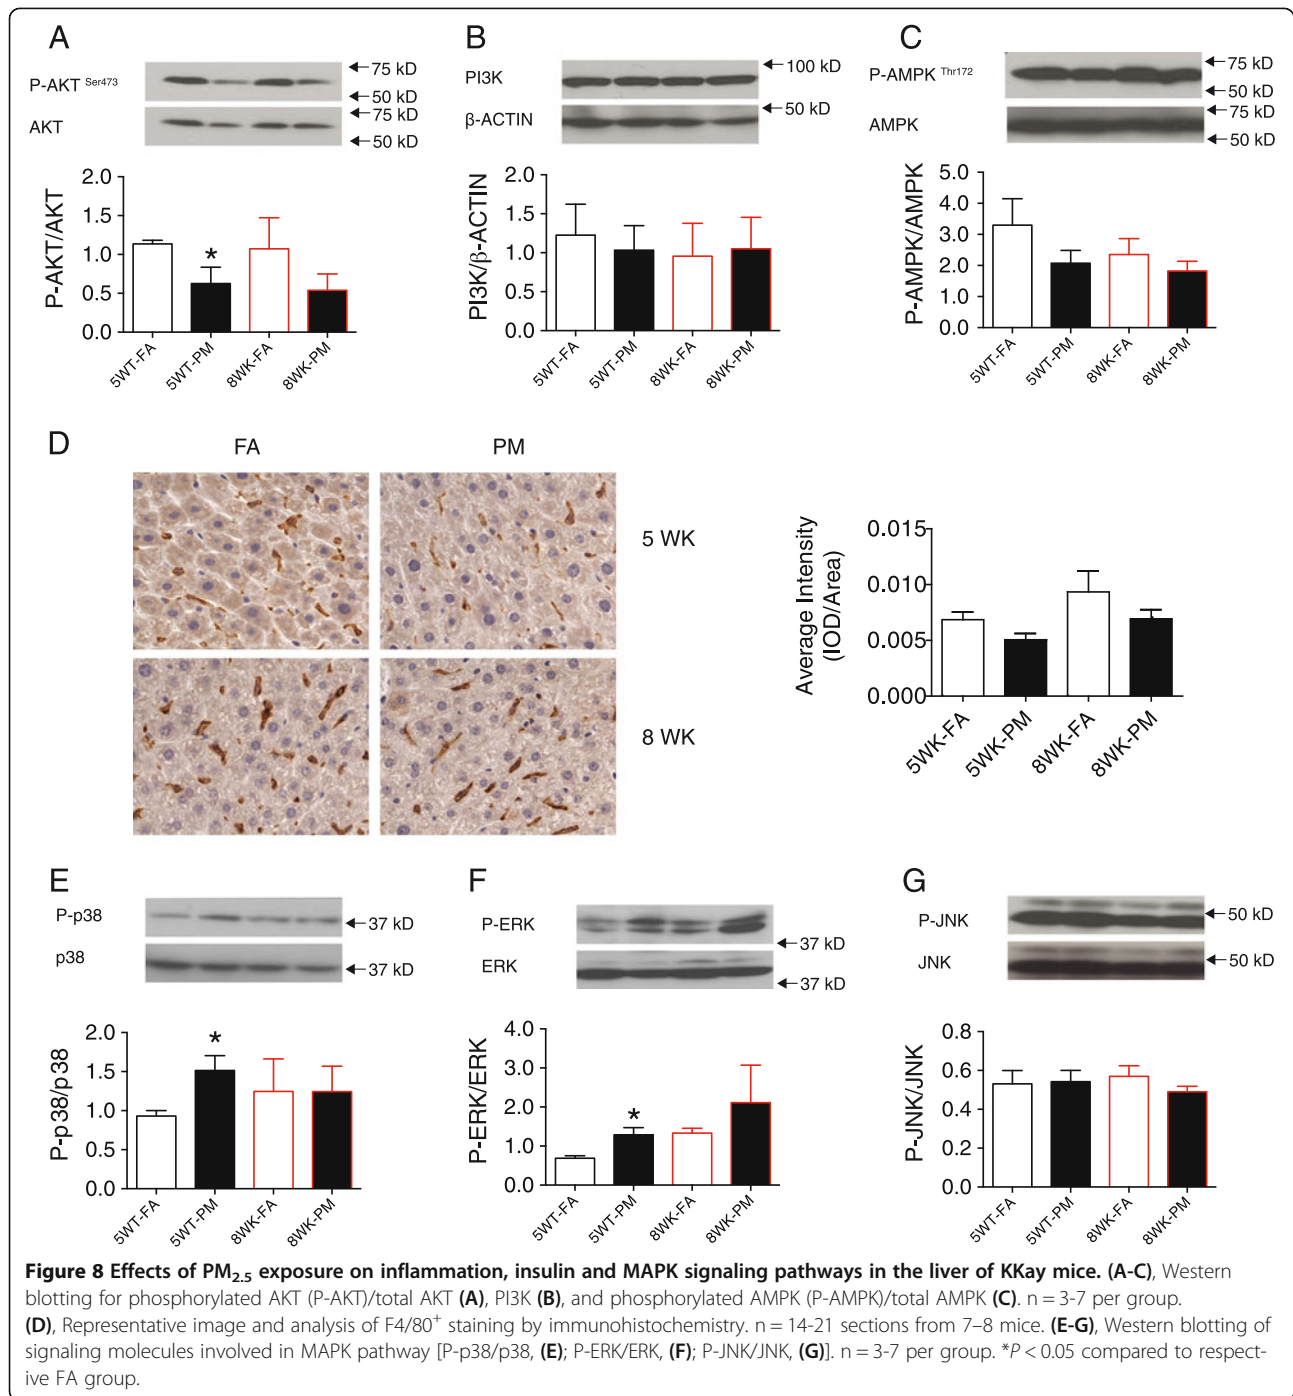 A
P-AKT Ser473
75 kD
50 kD
AKT
75 kD
50 kD
P-AKT/AKT
2.0
1.5
1.0
0.5
0.0
*
5WT-FA
5WT-PM
8WK-FA
8WK-PM
B
PI3K
100 kD
β-ACTIN
50 kD
PI3K/β-ACTIN
2.0
1.5
1.0
0.5
0.0
5WT-FA
5WT-PM
8WK-FA
8WK-PM
C
P-AMPK Thr172
75 kD
50 kD
AMPK
75 kD
50 kD
P-AMPK/AMPK
5.0
4.0
3.0
2.0
1.0
0.0
5WT-FA
5WT-PM
8WK-FA
8WK-PM
D
FA
PM
5 WK
8 WK
Average Intensity
(IOD/Area)
0.015
0.010
0.005
0.000
5WK-FA
5WK-PM
8WK-FA
8WK-PM
E
P-p38
37 kD
p38
37 kD
P-p38/p38
2.0
1.5
1.0
0.5
0.0
*
5WT-FA
5WT-PM
8WK-FA
8WK-PM
F
P-ERK
37 kD
ERK
37 kD
P-ERK/ERK
4.0
3.0
2.0
1.0
0.0
*
5WT-FA
5WT-PM
8WK-FA
8WK-PM
G
P-JNK
50 kD
JNK
50 kD
P-JNK/JNK
0.8
0.6
0.4
0.2
0.0
5WT-FA
5WT-PM
8WK-FA
8WK-PM
Figure 8 Effects of PM2.5 exposure on inflammation, insulin and MAPK signaling pathways in the liver of KKay mice. (A-C), Western
blotting for phosphorylated AKT (P-AKT)/total AKT (A), PI3K (B), and phosphorylated AMPK (P-AMPK)/total AMPK (C). n = 3-7 per group.
(D), Representative image and analysis of F4/80+ staining by immunohistochemistry. n = 14-21 sections from 7–8 mice. (E-G), Western blotting of
signaling molecules involved in MAPK pathway [P-p38/p38, (E); P-ERK/ERK, (F); P-JNK/JNK, (G)]. n = 3-7 per group. *P < 0.05 compared to respect-
ive FA group.